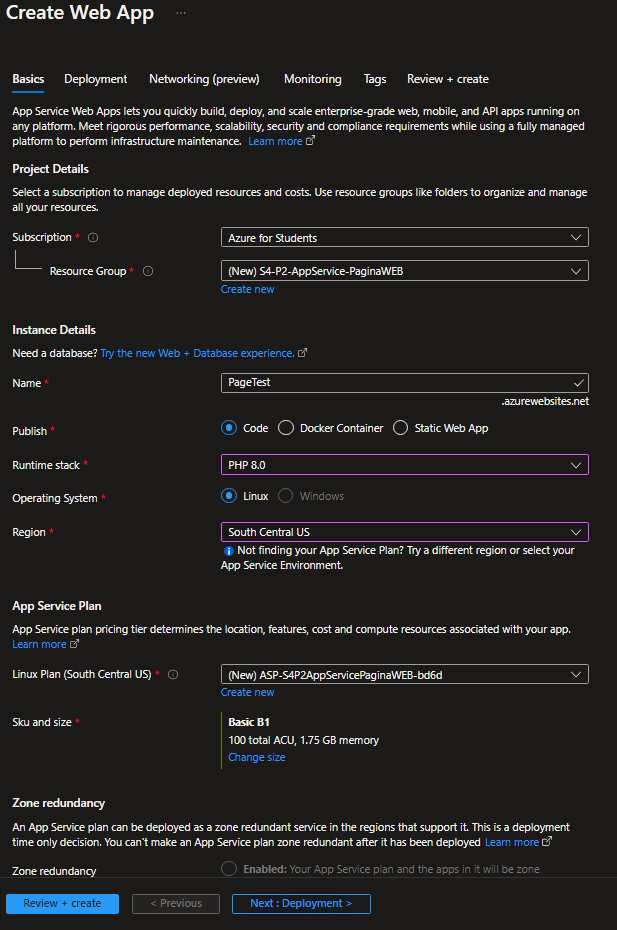 Create Web App ...
Basics Deployment Networking (preview) Monitoring Tags Review + create
App Service Web Apps lets you quickly build, deploy, and scale enterprise-grade web, mobile, and API apps running on
any platform. Meet rigorous performance, scalability, security and compliance requirements while using a fully managed
platform to perform infrastructure maintenance. Learn more
Project Details
Select a subscription to manage deployed resources and costs. Use resource groups like folders to organize and manage
all your resources.
Subscription * Azure for Students
Resource Group * (New) S4-P2-AppService-PaginaWEB
Create new
Instance Details
Need a database? Try the new Web + Database experience.
Name * PageTest
.azurewebsites.net
Publish * Code Docker Container Static Web App
Runtime stack * PHP 8.0
Operating System * Linux Windows
Region * South Central US
Not finding your App Service Plan? Try a different region or select your
App Service Environment.
App Service Plan
App Service plan pricing tier determines the location, features, cost and compute resources associated with your app.
Learn more
Linux Plan (South Central US) * (New) ASP-S4P2AppServicePaginaWEB-bd6d
Create new
Sku and size * Basic B1
100 total ACU, 1.75 GB memory
Change size
Zone redundancy
An App Service plan can be deployed as a zone redundant service in the regions that support it. This is a deployment
time only decision. You can't make an App Service plan zone redundant after it has been deployed Learn more
Zone redundancy Enabled: Your App Service plan and the apps in it will be zone
Review + create < Previous Next : Deployment >